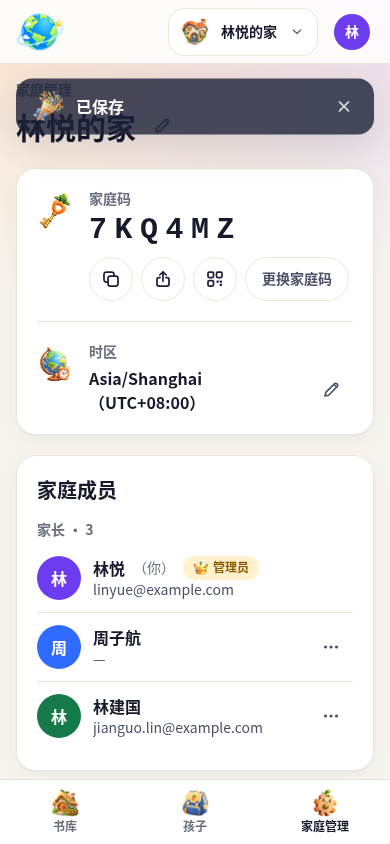 林悦的家
林
家庭管理
已保存
林悦的家
家庭码
7KQ4MZ
更换家庭码
时区
Asia/Shanghai
（UTC+08:00）
家庭成员
家长 · 3
林
林悦 （你） 管理员
linyue@example.com
周
周子航
—
林
林建国
jianguo.lin@example.com
书库
孩子
家庭管理